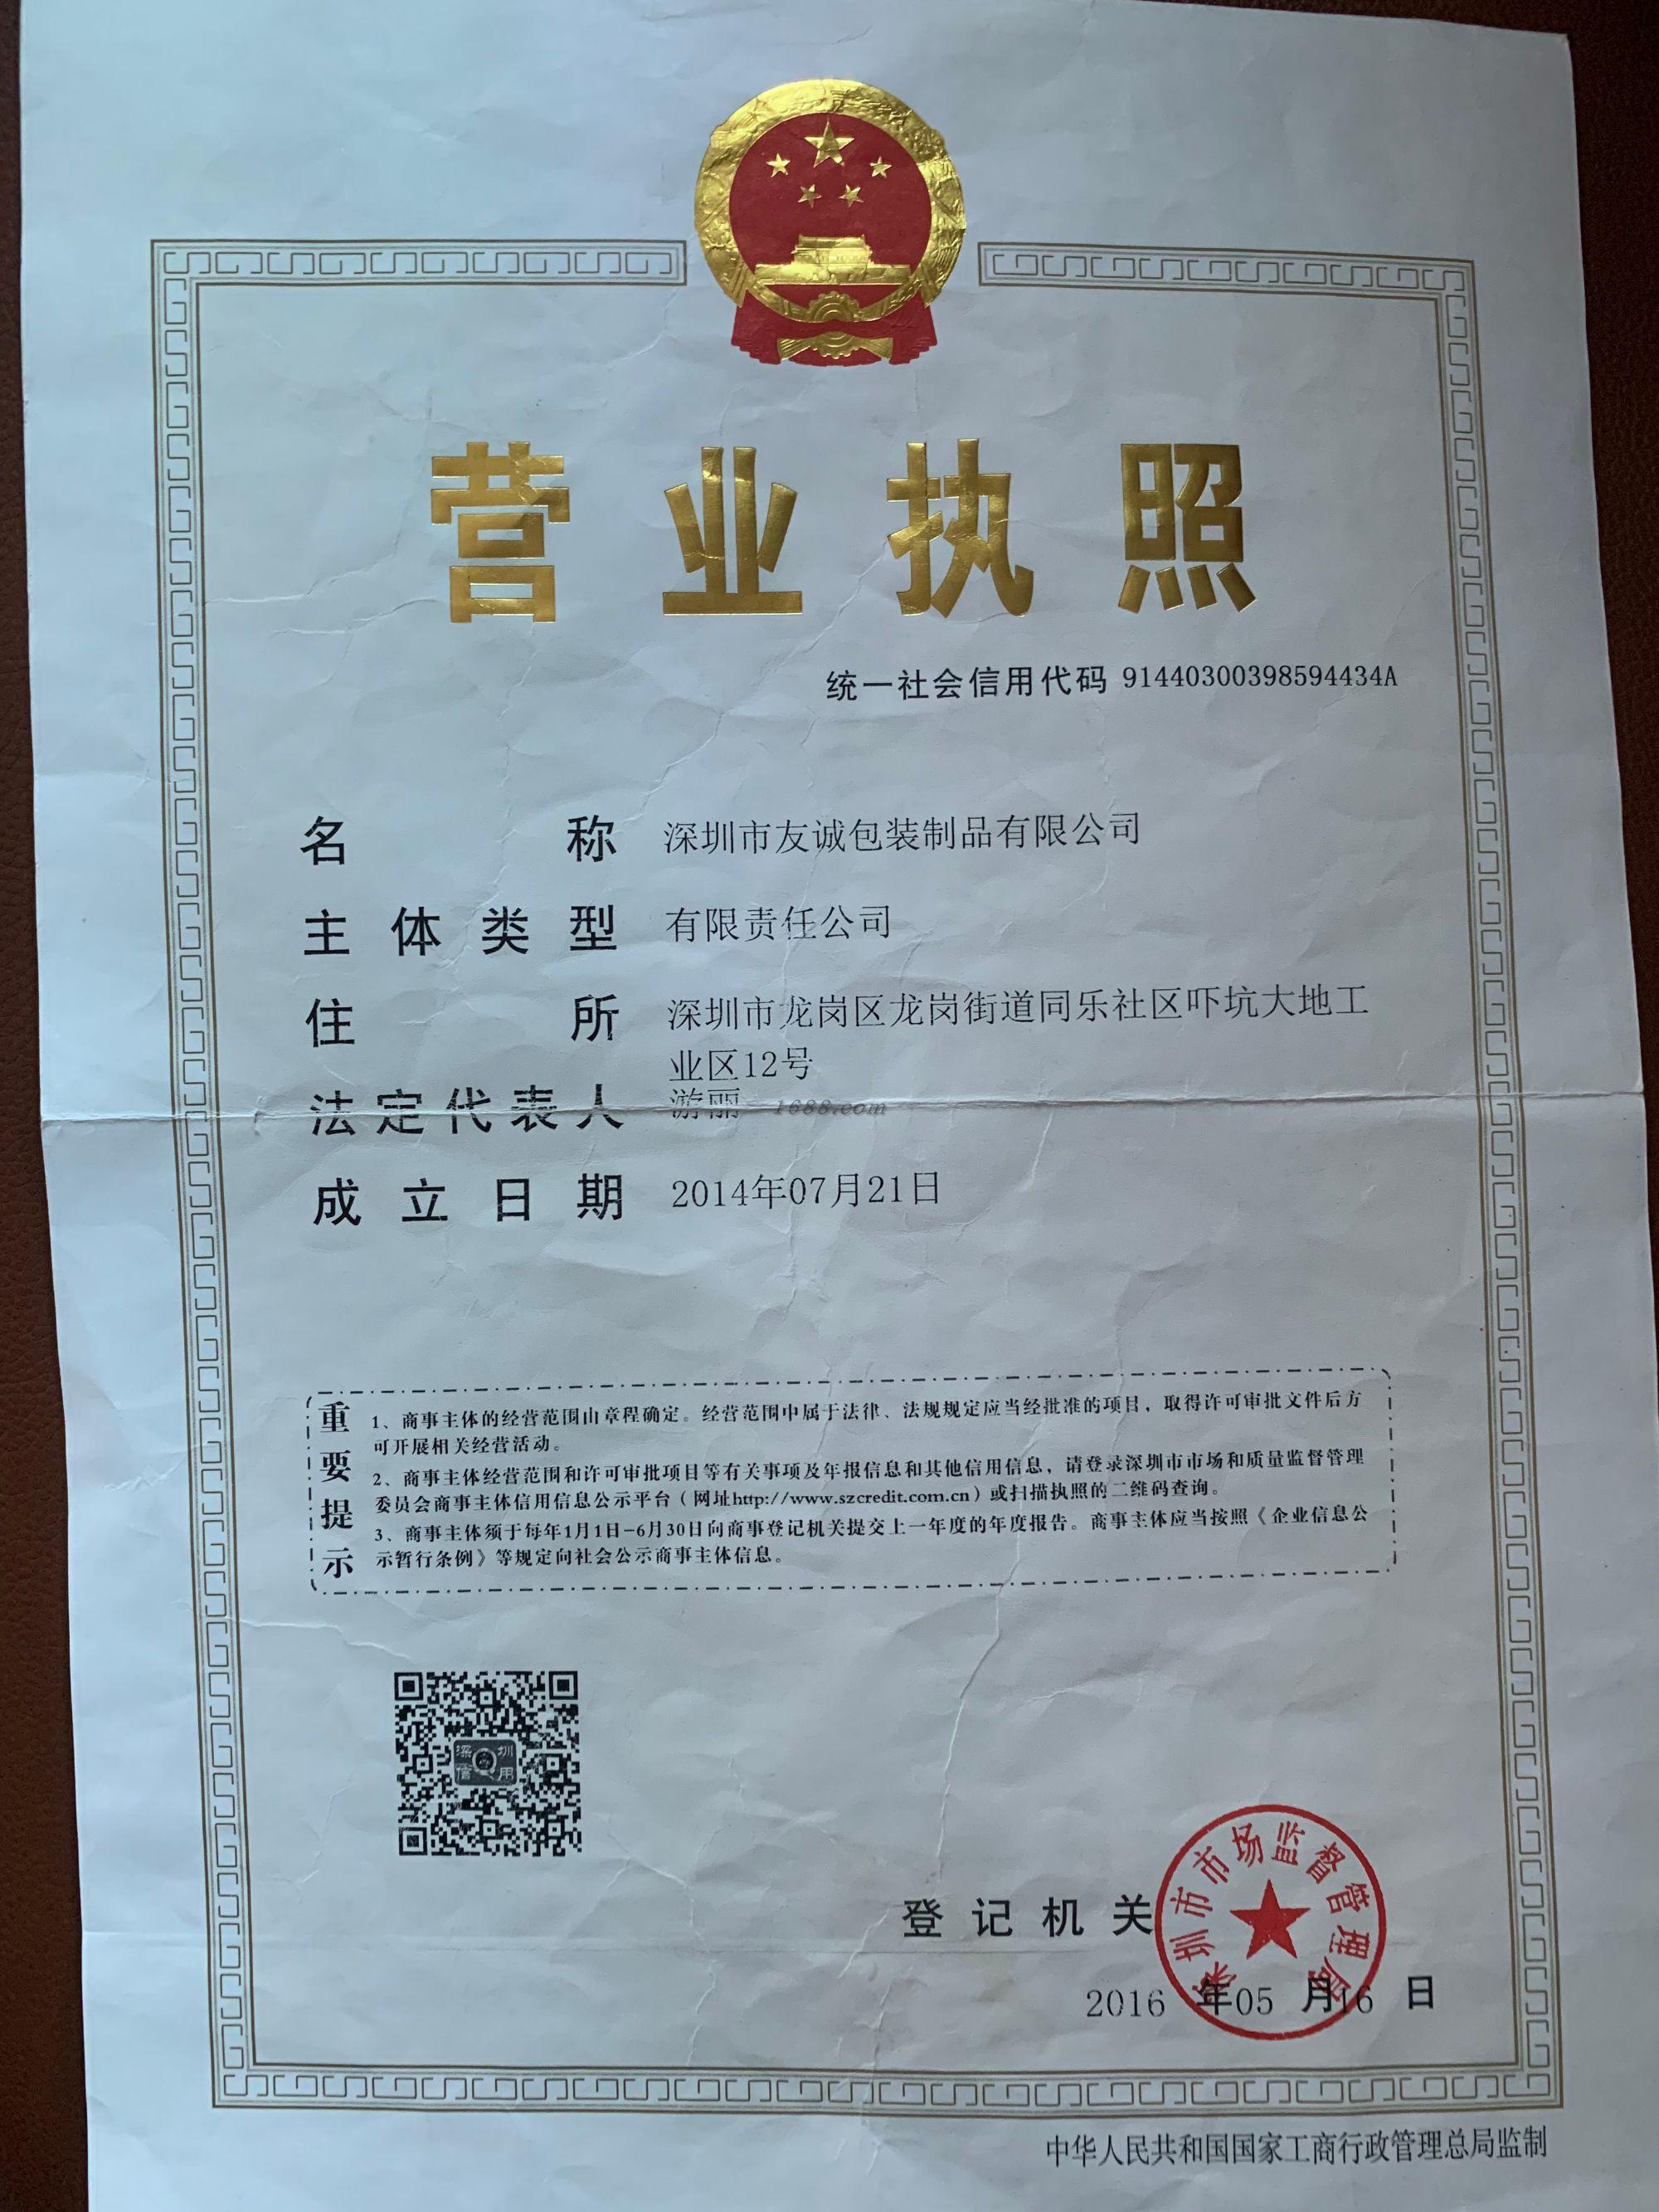 营业执照
统一社会信用代码 91440300398594434A
名称 深圳市友诚包装制品有限公司
主体类型 有限责任公司
住所 深圳市龙岗区龙岗街道同乐社区吓坑大地工
业区12号
法定代表人 游丽
1688.com
成立日期 2014年07月21日
重要提示
1、商事主体的经营范围由章程确定。经营范围中属于法律、法规规定应当经批准的项目，取得许可审批文件后方
可开展相关经营活动。
2、商事主体经营范围和许可审批项目等有关事项及年报信息和其他信用信息，请登录深圳市市场和质量监督管理
委员会商事主体信用信息公示平台（网址http://www.szcredit.com.cn）或扫描执照的二维码查询。
3、商事主体须于每年1月1日-6月30日向商事登记机关提交上一年度的年度报告。商事主体应当按照《企业信息公
示暂行条例》等规定向社会公示商事主体信息。
深圳
信用
登记机关
深圳市市场监督管理局
2016 年05 月16 日
中华人民共和国国家工商行政管理总局监制